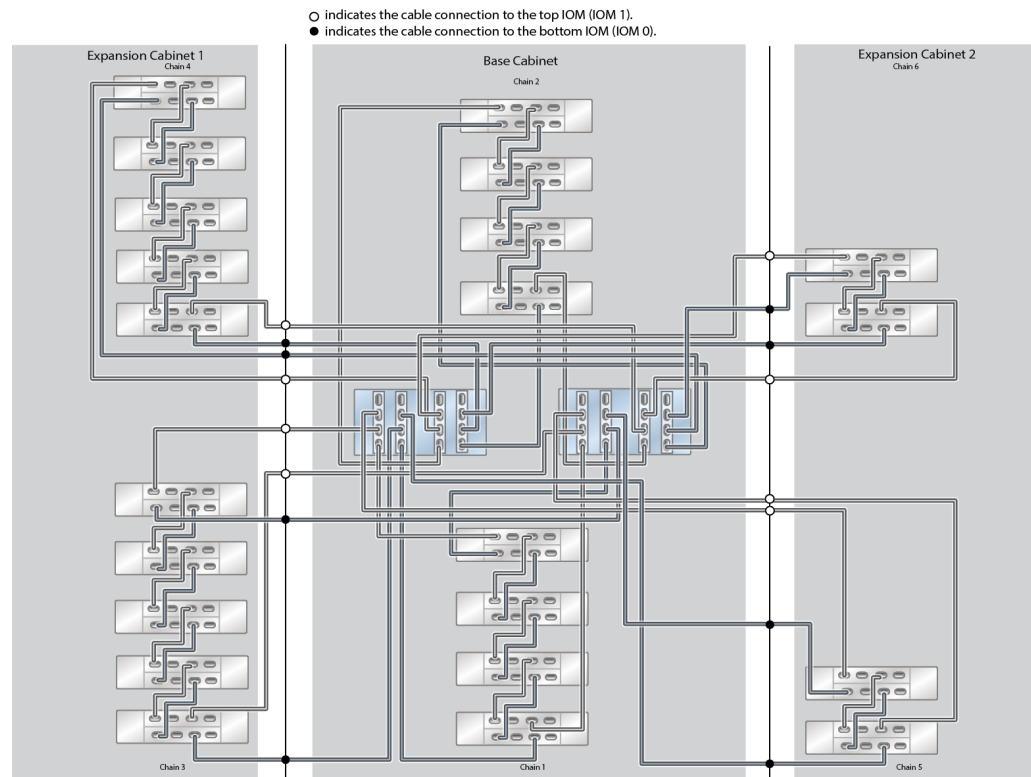 indicates the cable connection to the top IOM (IOM 1).
indicates the cable connection to the bottom IOM (IOM 0).
Expansion Cabinet 1
Chain 4
Base Cabinet
Chain 2
Expansion Cabinet 2
Chain 6
Chain 3
Chain 1
Chain 5